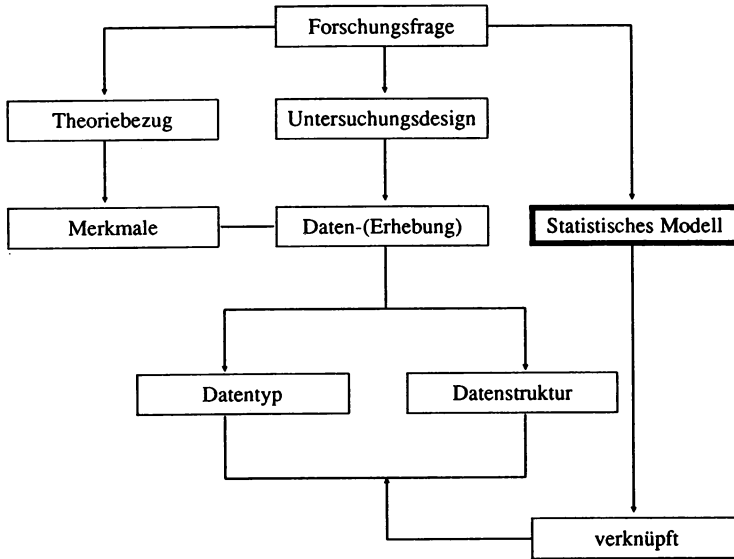 Forschungsfrage
Theoriebezug
Untersuchungsdesign
Merkmale
Daten-(Erhebung)
Statistisches Modell
Datentyp
Datenstruktur
verknüpft